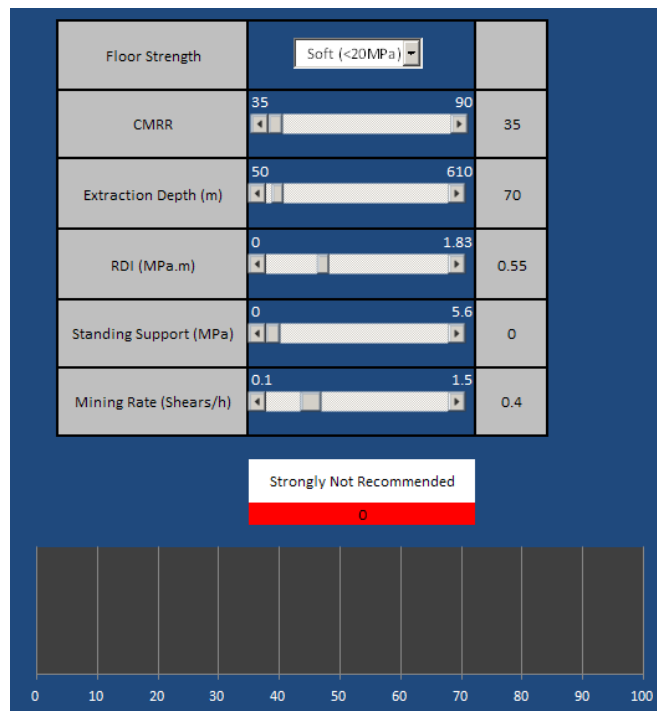 Floor Strength Soft (<20MPa)
35 90
CMRR 35
50 610
Extraction Depth (m) 70
0 1.83
RDI (MPa.m) 0.55
0 5.6
Standing Support (MPa) 0
0.1 1.5
Mining Rate (Shears/h) 0.4
Strongly Not Recommended
0
0 10 20 30 40 50 60 70 80 90 100